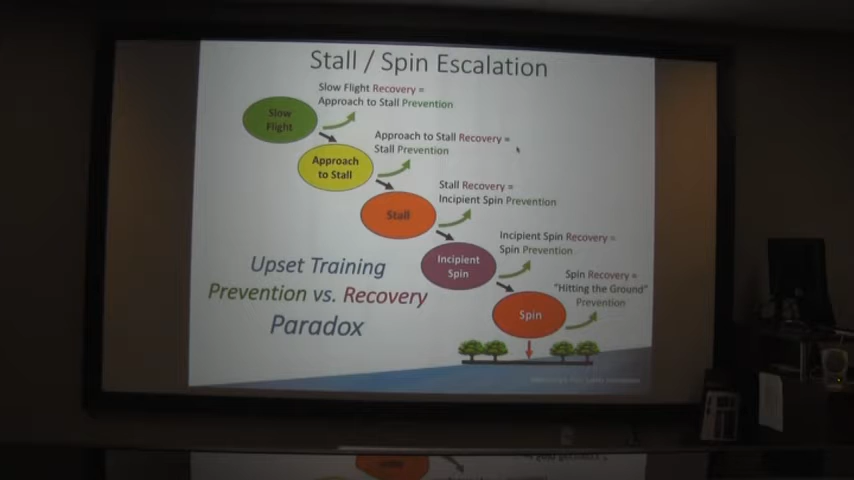 Stall / Spin Escalation
Slow Flight Recovery =
Approach to Stall Prevention
Slow
Flight
Approach to Stall Recovery =
Stall Prevention
Approach
to Stall
Stall Recovery =
Incipient Spin Prevention
Stall
Incipient Spin Recovery =
Spin Prevention
Incipient
Spin
Spin Recovery =
"Hitting the Ground"
Prevention
Spin
Upset Training
Prevention vs. Recovery
Paradox